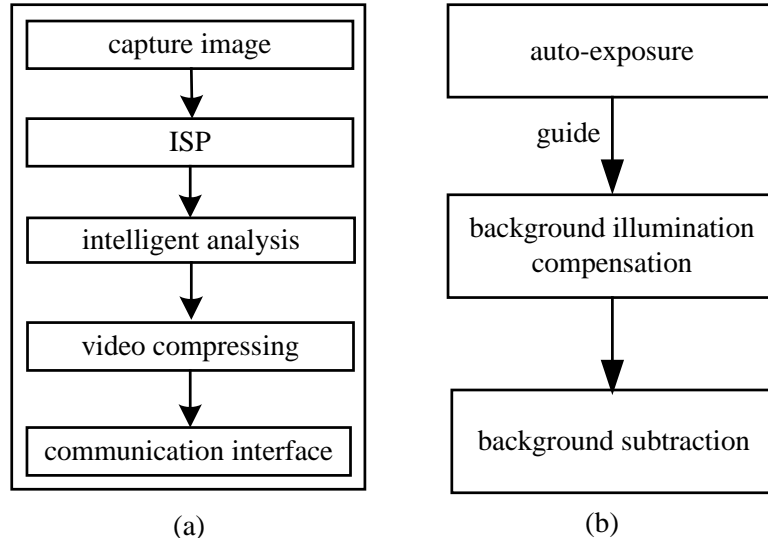 capture image
ISP
intelligent analysis
video compressing
communication interface
(a)
auto-exposure
guide
background illumination
compensation
background subtraction
(b)